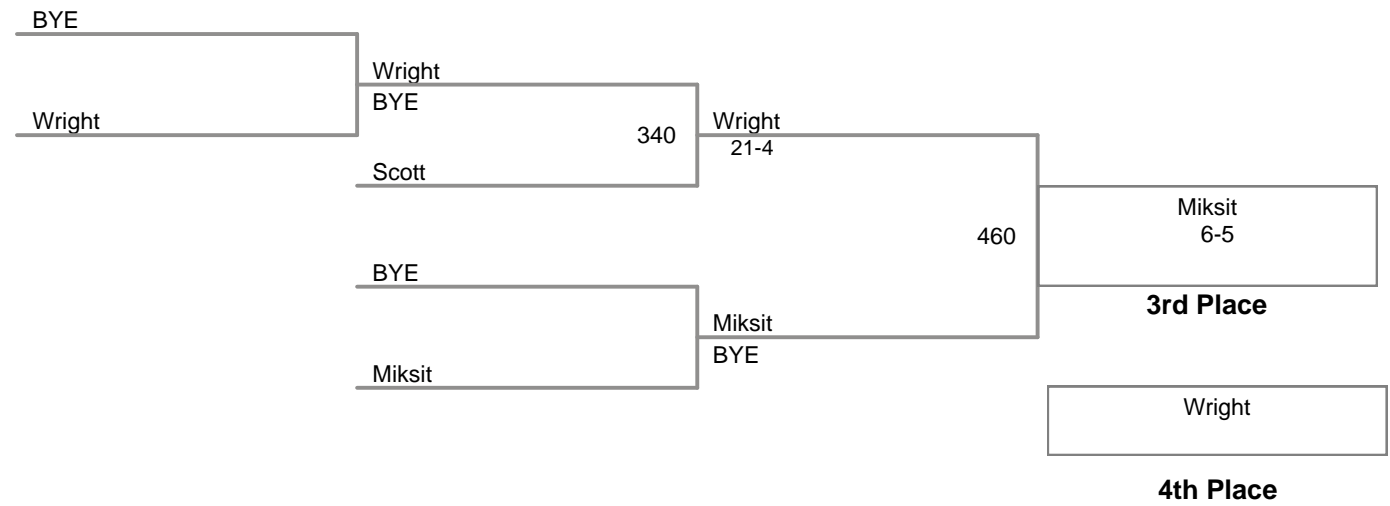 BYE
Wright
Wright
BYE
340
Scott
Wright
21-4
BYE
Miksit
Miksit
BYE
460
Miksit
6-5
3rd Place
Wright
4th Place